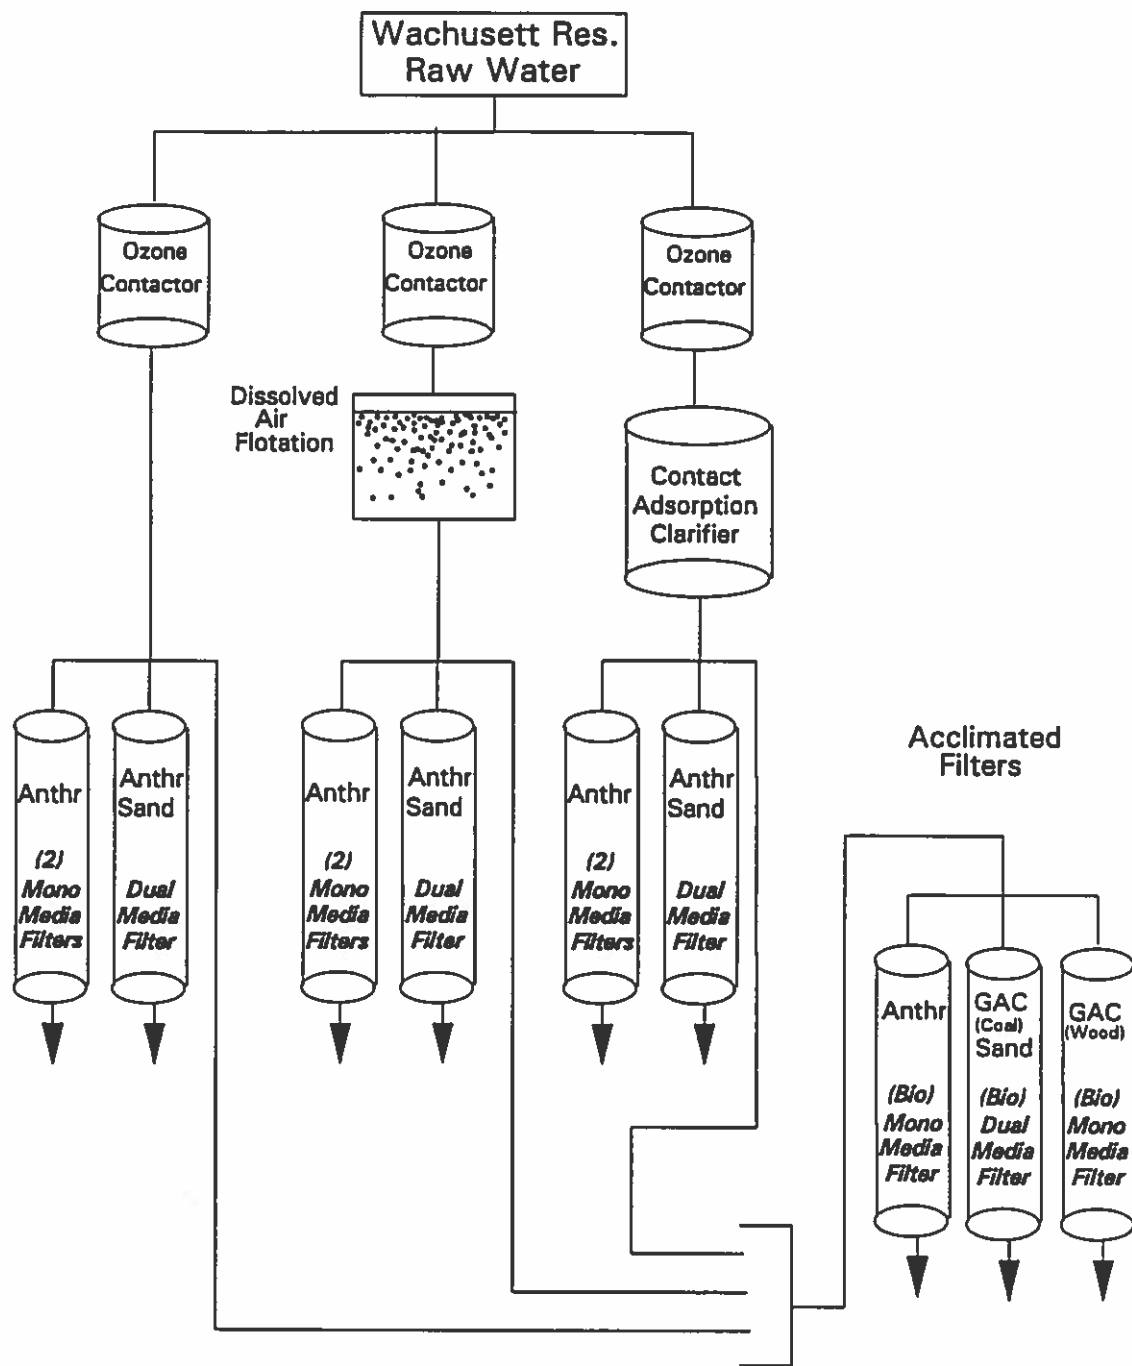 Wachusett Res.
Raw Water
Ozone
Contactor
Ozone
Contactor
Ozone
Contactor
Dissolved
Air
Flotation
Contact
Adsorption
Clarifier
Anthr
(2)
Mono
Media
Filters
Anthr
Sand
Dual
Media
Filter
Anthr
(2)
Mono
Media
Filters
Anthr
Sand
Dual
Media
Filter
Anthr
(2)
Mono
Media
Filters
Anthr
Sand
Dual
Media
Filter
Acclimated
Filters
Anthr
(Bio)
Mono
Media
Filter
GAC
(Coal)
Sand
(Bio)
Dual
Media
Filter
GAC
(Wood)
(Bio)
Mono
Media
Filter